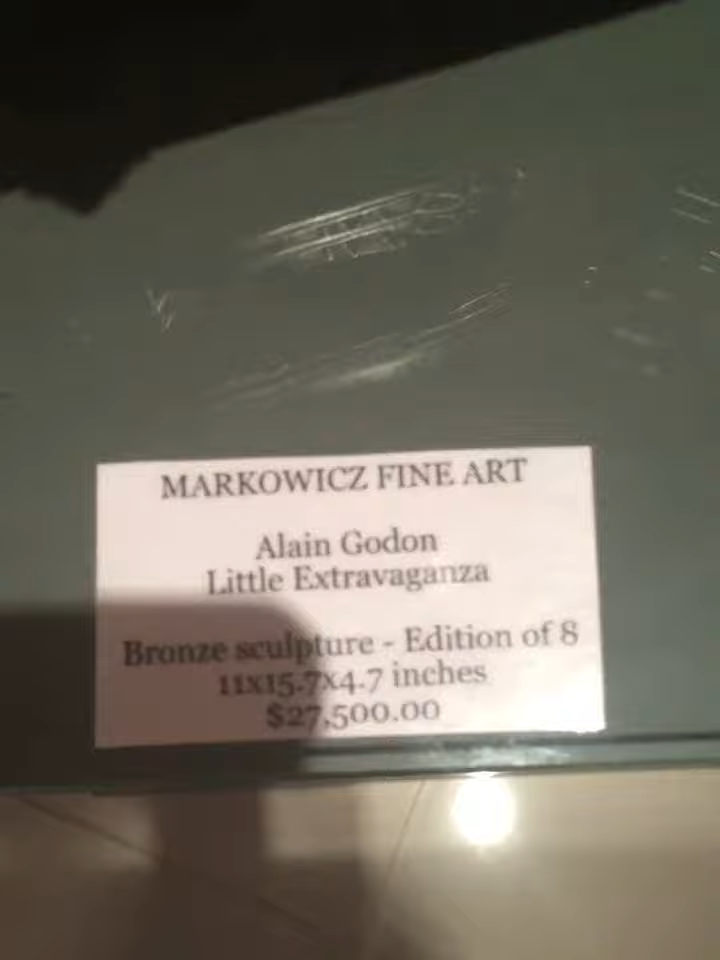 MARKOWICZ FINE ART
Alain Godon
Little Extravaganza
Bronze sculpture - Edition of 8
11x15.7x4.7 inches
$27,500.00